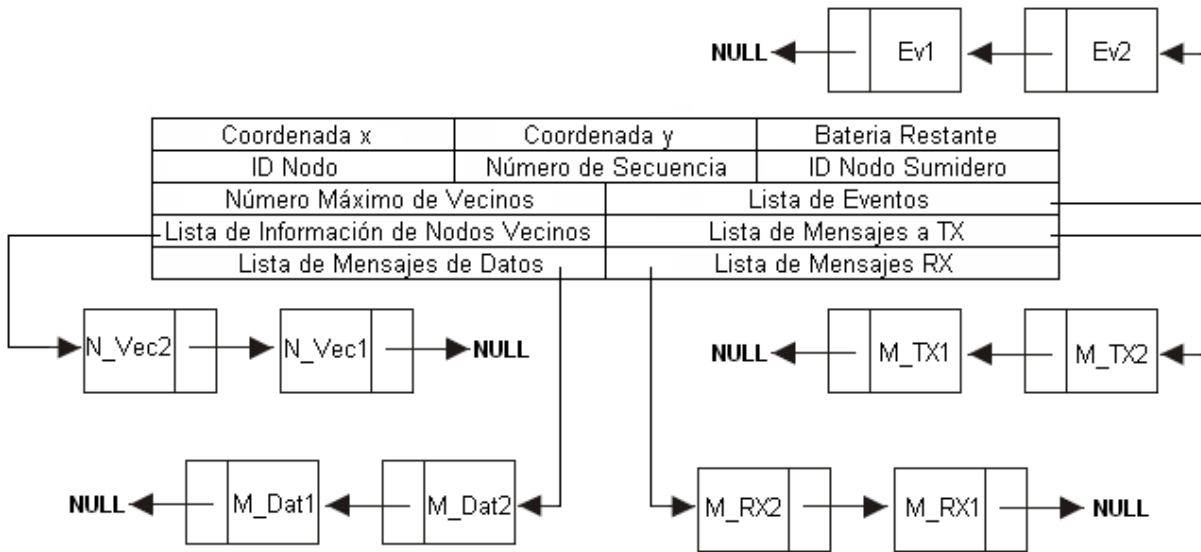 NULL Ev1 Ev2
Coordenada x Coordenada y Bateria Restante
ID Nodo Número de Secuencia ID Nodo Sumidero
Número Máximo de Vecinos Lista de Eventos
Lista de Información de Nodos Vecinos Lista de Mensajes a TX
Lista de Mensajes de Datos Lista de Mensajes RX
N_Vec2 N_Vec1 NULL NULL M_TX1 M_TX2
NULL M_Dat1 M_Dat2 M_RX2 M_RX1 NULL